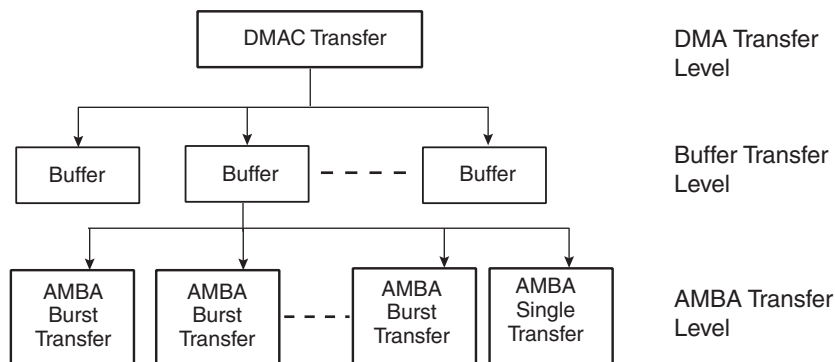 DMAC Transfer
DMA Transfer
Level
Buffer
Buffer
Buffer
Buffer Transfer
Level
AMBA
Burst
Transfer
AMBA
Burst
Transfer
AMBA
Burst
Transfer
AMBA
Single
Transfer
AMBA Transfer
Level